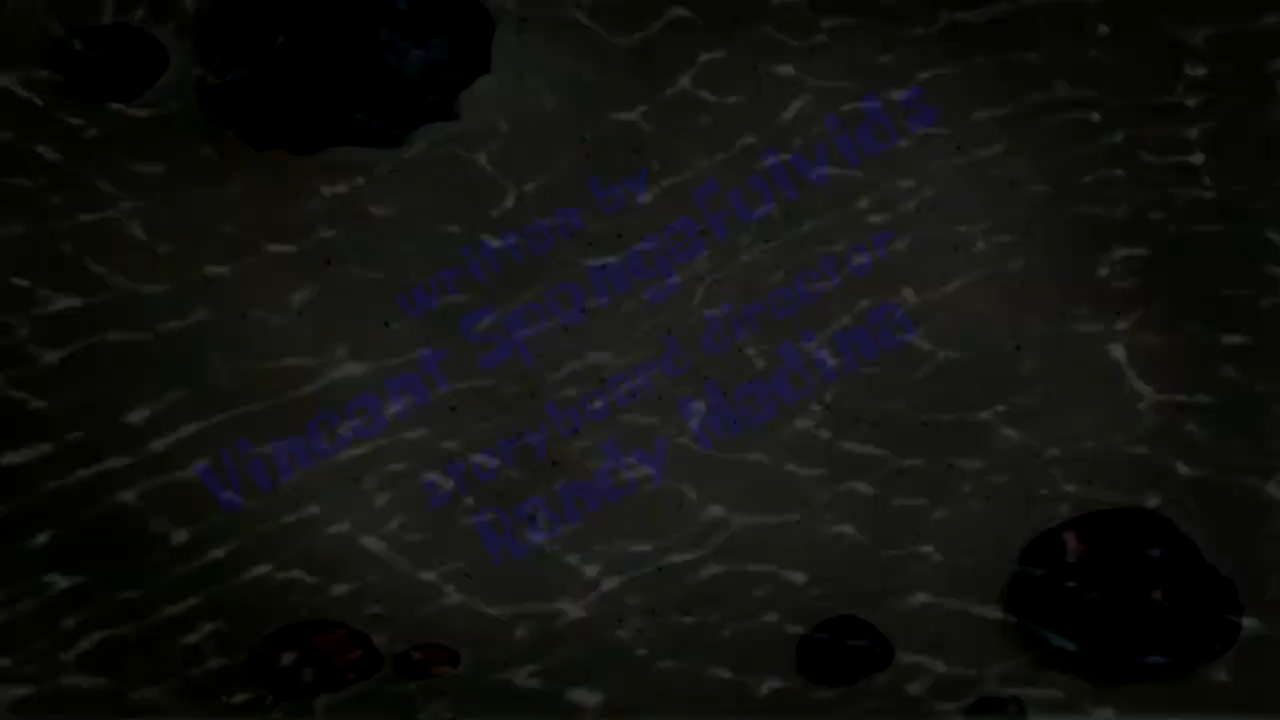 written by
Vincent Spongefulvids
storyboard director
Randy Medina